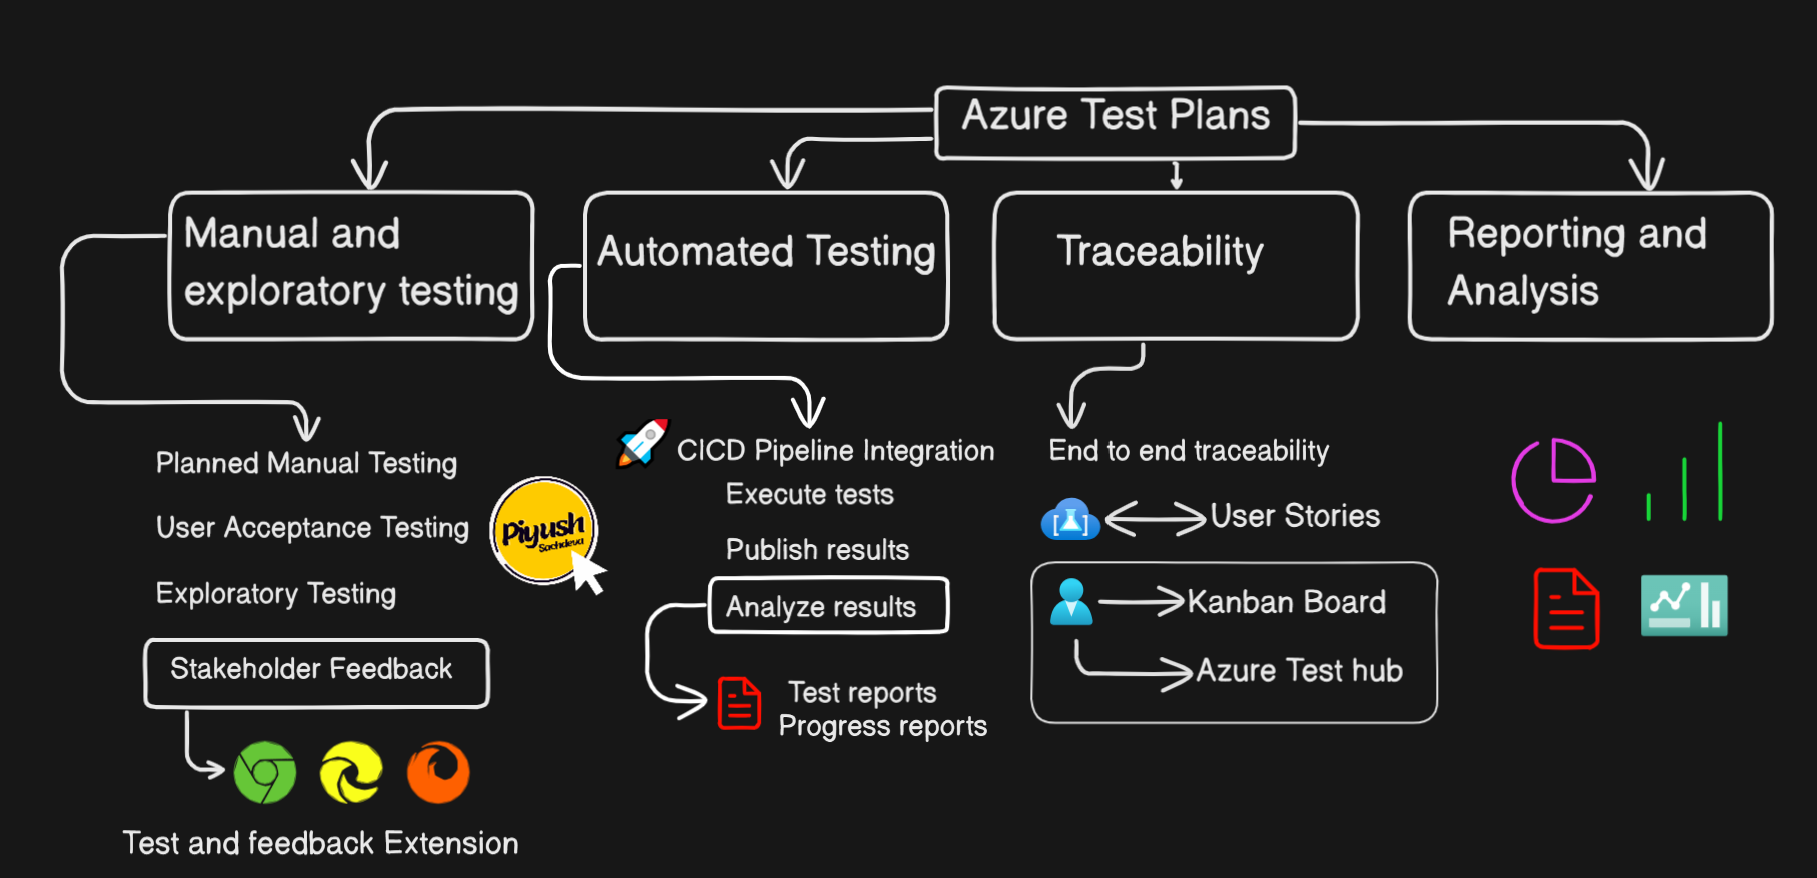 Azure Test Plans
Manual and
exploratory testing
Automated Testing
Traceability
Reporting and
Analysis
Planned Manual Testing
User Acceptance Testing
Exploratory Testing
Stakeholder Feedback
Test and feedback Extension
Piyush
Sachdeva
CICD Pipeline Integration
Execute tests
Publish results
Analyze results
Test reports
Progress reports
End to end traceability
User Stories
Kanban Board
Azure Test hub